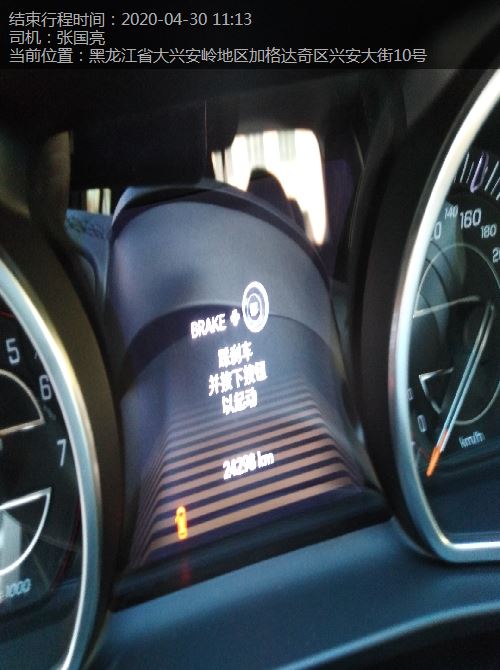 结束行程时间：2020-04-30 11:13
司机：张国亮
当前位置：黑龙江省大兴安岭地区加格达奇区兴安大街10号
140
160
180
BRAKE +
踩刹车
并按下按钮
以起动
24298 km
5
6
7
km/h